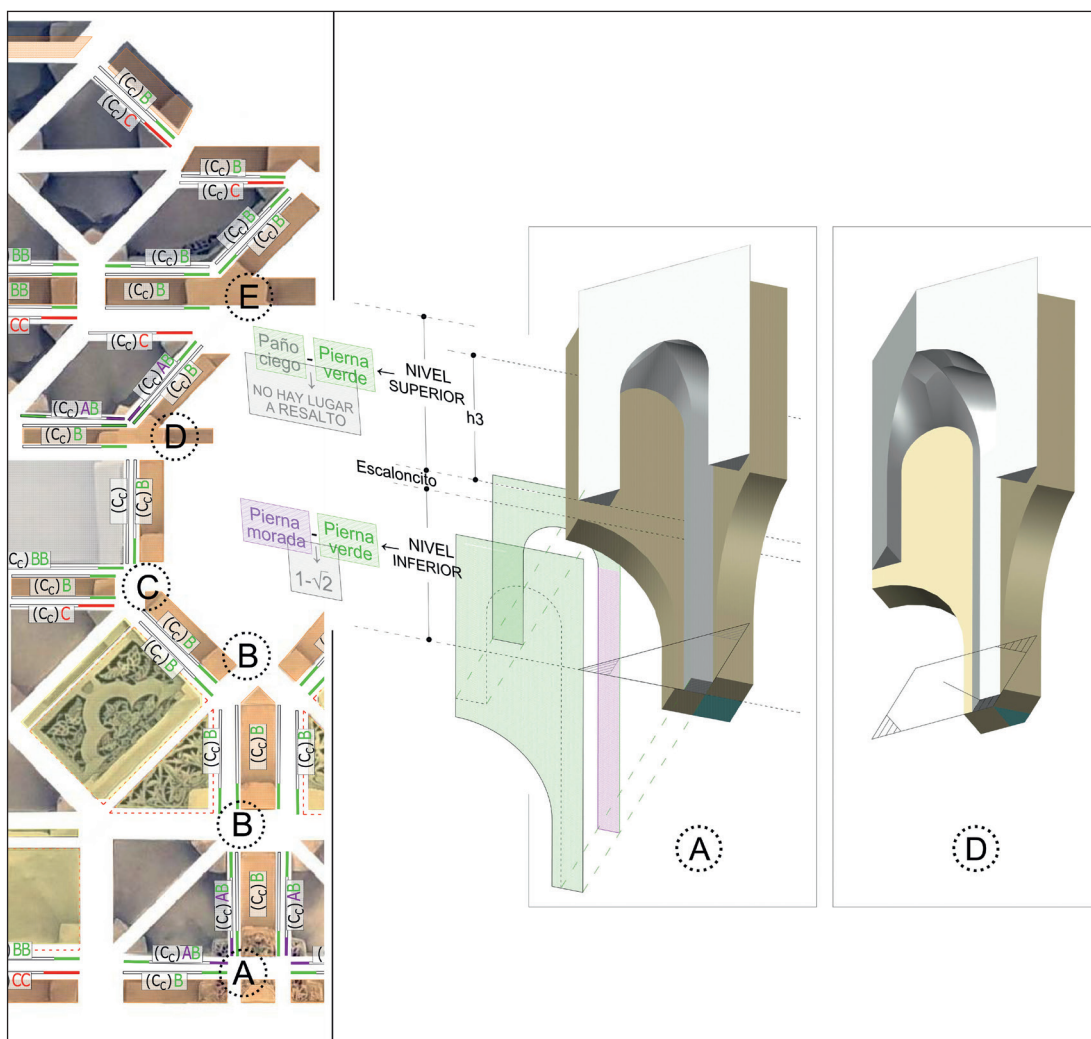 (Cc)B
(Cc)C
(Cc)B
(Cc)C
(Cc)B
(Cc)B
(Cc)BB
(Cc)B
BB
(Cc)B
E
CC
(Cc)C
(Cc)AB
(Cc)B
(Cc)AB
(Cc)B
D
(Cc)
(Cc)B
Cc)BB
(Cc)B
(Cc)C
C
(Cc)B
(Cc)B
B
(Cc)B
(Cc)B
(Cc)B
B
(Cc)AB
(Cc)B
(Cc)AB
BB
(Cc)AB
CC
(Cc)B
A
Paño
ciego
-
Pierna
verde
NIVEL
SUPERIOR
NO HAY LUGAR
A RESALTO
h3
Escaloncito
Pierna
morada
-
Pierna
verde
NIVEL
INFERIOR
1-√2
A
D